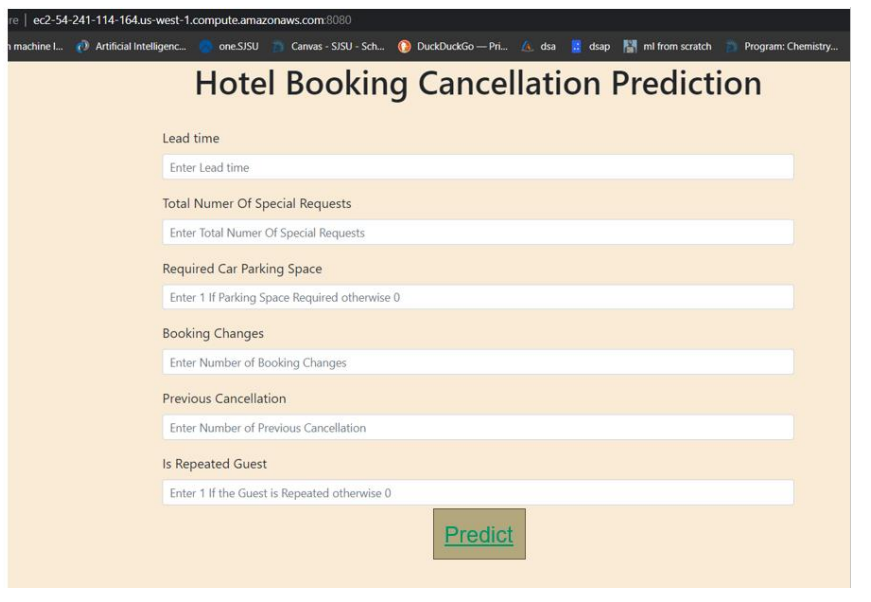 re | ec2-54-241-114-164.us-west-1.compute.amazonaws.com:8080
n machine l... Artificial Intelligenc... one.SJSU Canvas - SJSU - Sch... DuckDuckGo — Pri... dsa dsap ml from scratch Program: Chemistry...
Hotel Booking Cancellation Prediction
Lead time
Enter Lead time
Total Numer Of Special Requests
Enter Total Numer Of Special Requests
Required Car Parking Space
Enter 1 If Parking Space Required otherwise 0
Booking Changes
Enter Number of Booking Changes
Previous Cancellation
Enter Number of Previous Cancellation
Is Repeated Guest
Enter 1 If the Guest is Repeated otherwise 0
Predict